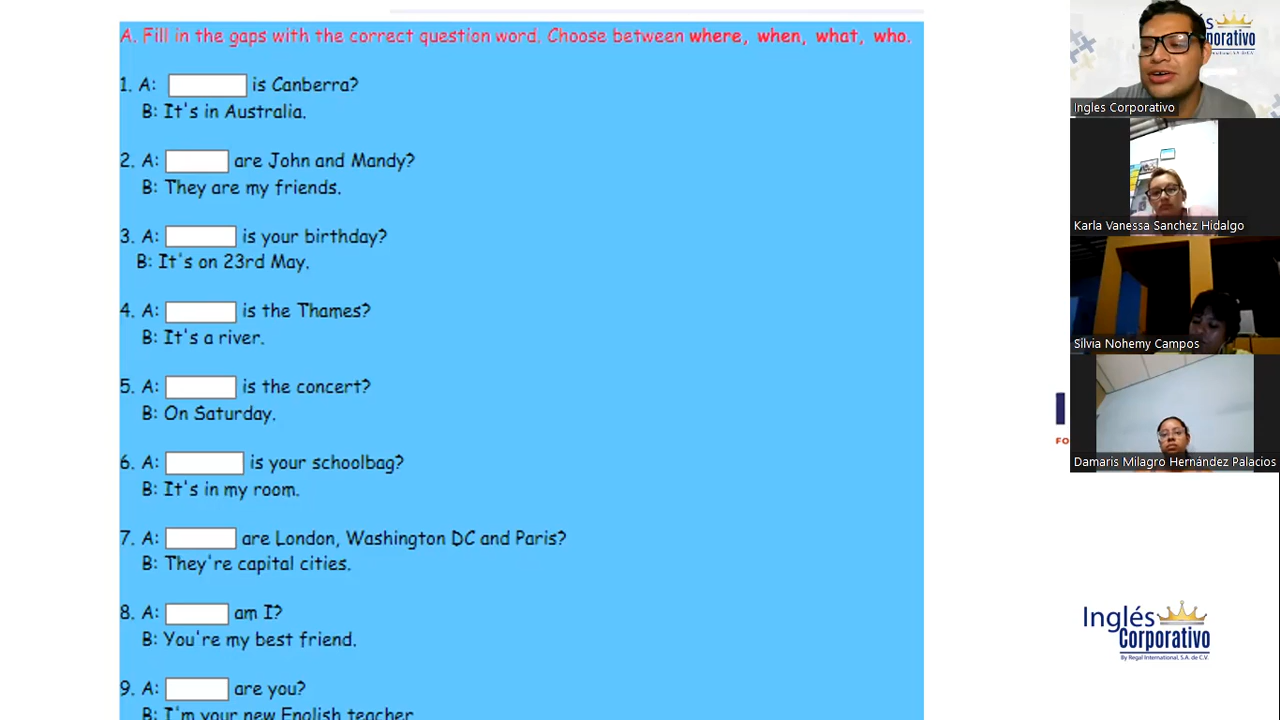 A. Fill in the gaps with the correct question word. Choose between where, when, what, who.
1. A: is Canberra?
B: It's in Australia.
2. A: are John and Mandy?
B: They are my friends.
3. A: is your birthday?
B: It's on 23rd May.
4. A: is the Thames?
B: It's a river.
5. A: is the concert?
B: On Saturday.
6. A: is your schoolbag?
B: It's in my room.
7. A: are London, Washington DC and Paris?
B: They're capital cities.
8. A: am I?
B: You're my best friend.
9. A: are you?
B: I'm your new English teacher.
Ingles Corporativo
Karla Vanessa Sanchez Hidalgo
Silvia Nohemy Campos
Damaris Milagro Hernández Palacios
FO
Inglés
Corporativo
By Regal International, S.A. de C.V.